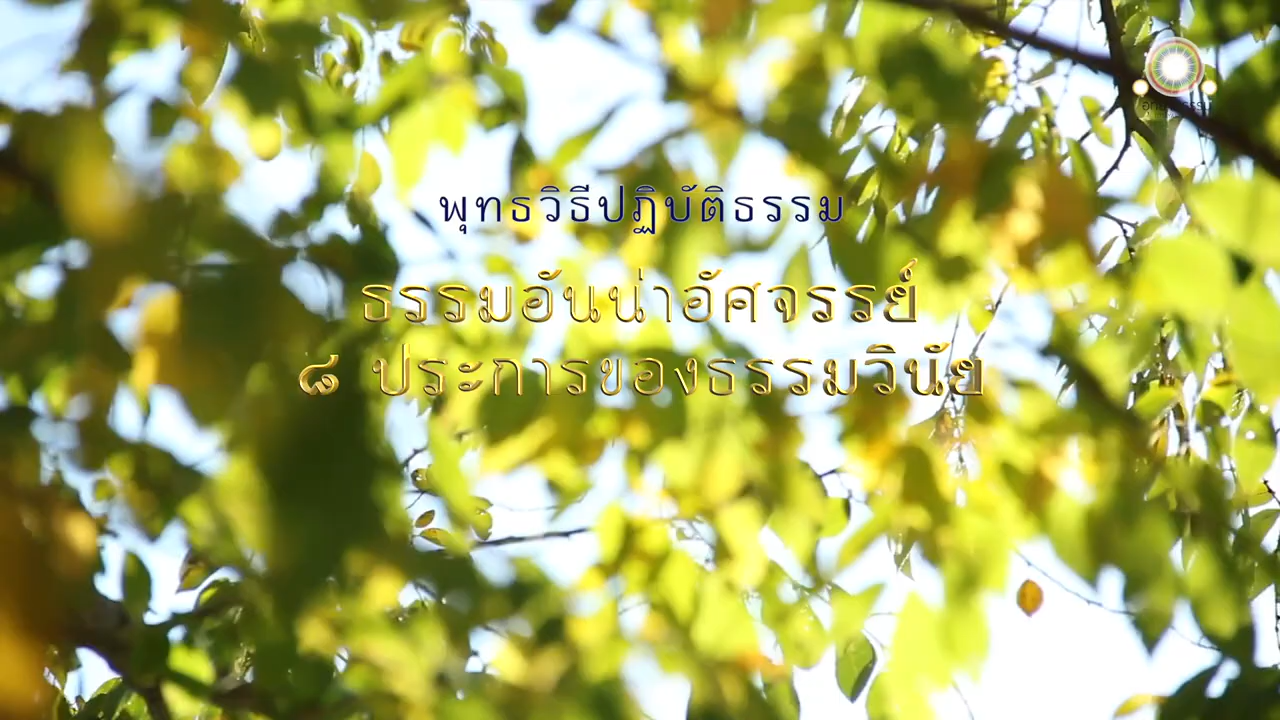 พุทธวิธีปฏิบัติธรรม
ธรรมอันน่าอัศจรรย์
๘ ประการของธรรมวินัย